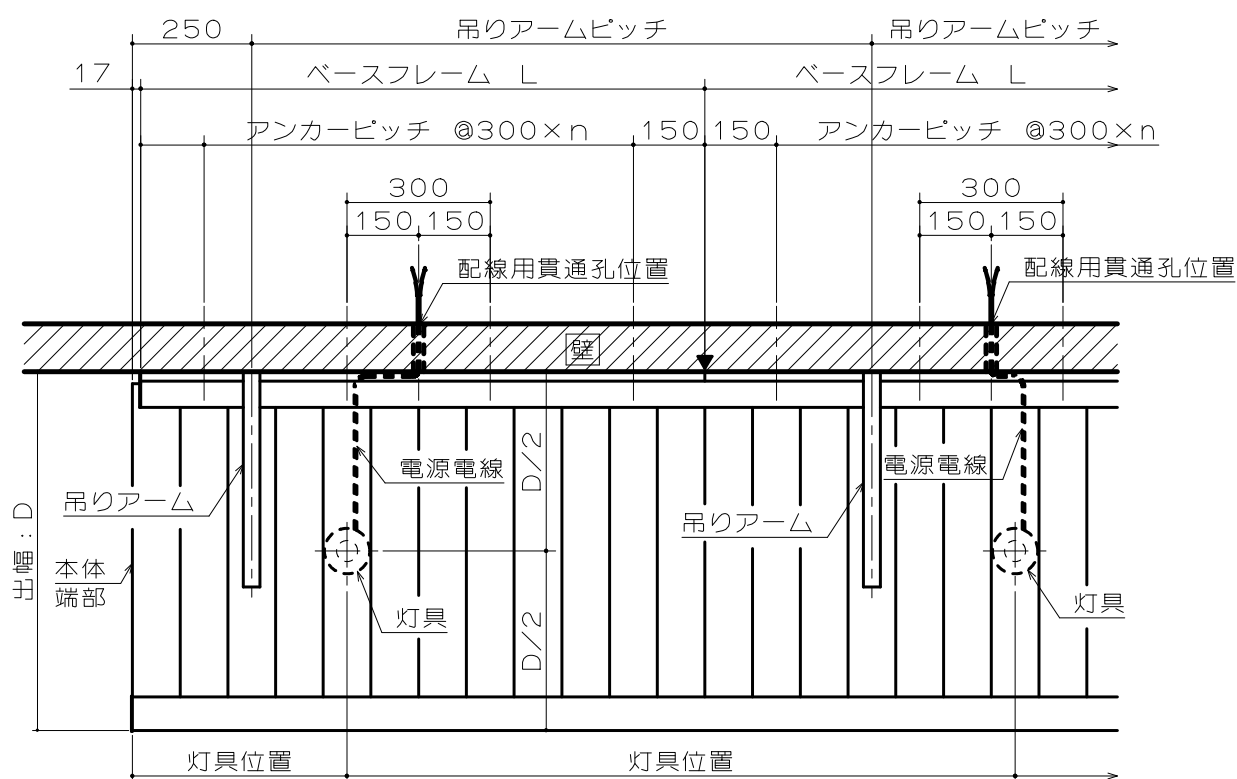 250
吊りアームピッチ
吊りアームピッチ
17
ベースフレーム L
ベースフレーム L
アンカーピッチ @300×n
150
150
アンカーピッチ @300×n
300
300
150
150
150
150
配線用貫通孔位置
配線用貫通孔位置
壁
電源電線
D/2
電源電線
吊りアーム
吊りアーム
出幅:D
本体
端部
灯具
D/2
灯具
灯具位置
灯具位置